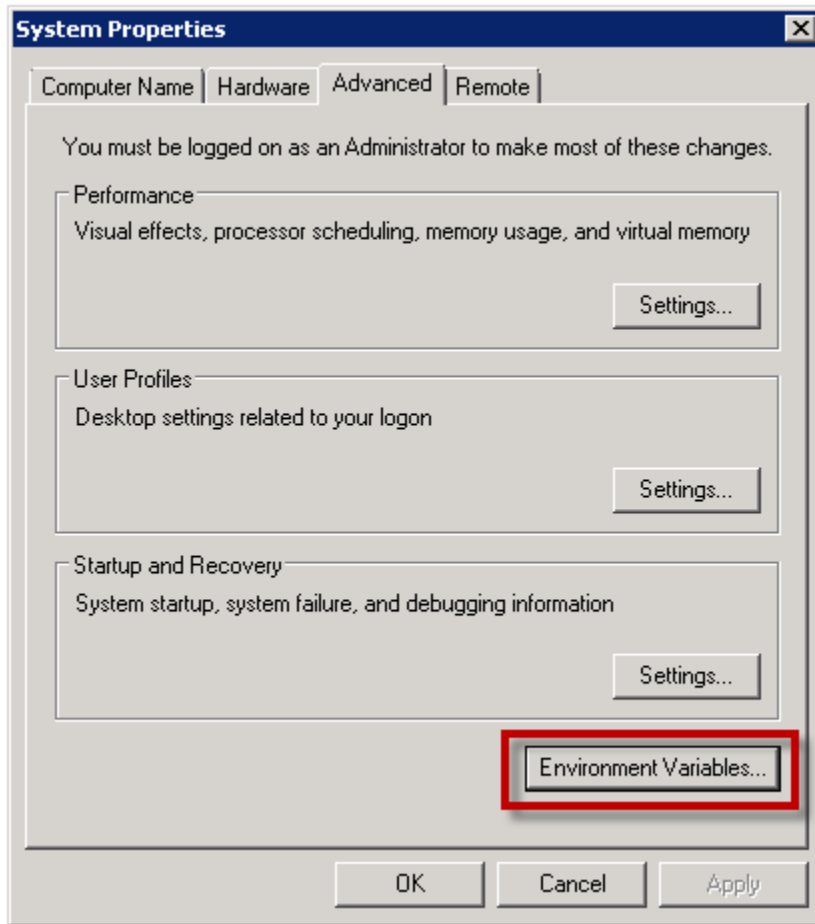 System Properties
Computer Name Hardware Advanced Remote
You must be logged on as an Administrator to make most of these changes.
Performance
Visual effects, processor scheduling, memory usage, and virtual memory
Settings...
User Profiles
Desktop settings related to your logon
Settings...
Startup and Recovery
System startup, system failure, and debugging information
Settings...
Environment Variables...
OK Cancel Apply